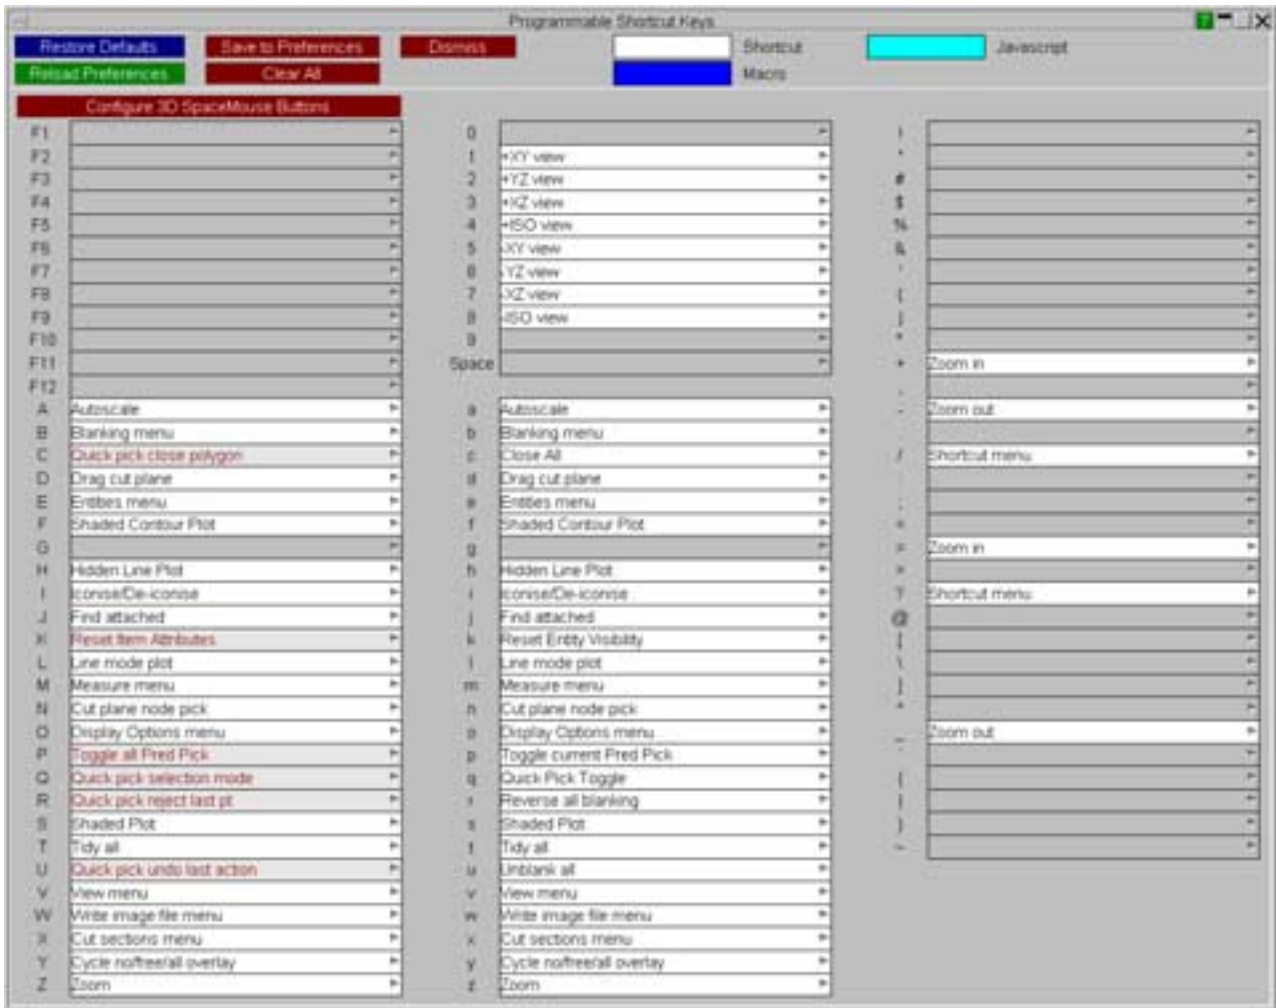 Programmable Shortcut Keys
Restore Defaults Save to Preferences Dismiss Shortcut Javascript
Reload Preferences Clear All Macro
Configure 3D SpaceMouse Buttons
F1
F2
F3
F4
F5
F6
F7
F8
F9
F10
F11
F12
A Autoscale
B Blanking menu
C Quick pick close polygon
D Drag cut plane
E Entities menu
F Shaded Contour Plot
G
H Hidden Line Plot
I Iconise/De-iconise
J Find attached
K Reset Item Attributes
L Line mode plot
M Measure menu
N Cut plane node pick
O Display Options menu
P Toggle all Pred Pick
Q Quick pick selection mode
R Quick pick reject last pt
S Shaded Plot
T Tidy all
U Quick pick undo last action
V View menu
W Write image file menu
X Cut sections menu
Y Cycle no/free/all overlay
Z Zoom
0
1 +XY view
2 +YZ view
3 +XZ view
4 +ISO view
5 -XY view
6 -YZ view
7 -XZ view
8 -ISO view
9
Space
a Autoscale
b Blanking menu
c Close All
d Drag cut plane
e Entities menu
f Shaded Contour Plot
g
h Hidden Line Plot
i Iconise/De-iconise
j Find attached
k Reset Entity Visibility
l Line mode plot
m Measure menu
n Cut plane node pick
o Display Options menu
p Toggle current Pred Pick
q Quick Pick Toggle
r Reverse all blanking
s Shaded Plot
t Tidy all
u Unblank all
v View menu
w Write image file menu
x Cut sections menu
y Cycle no/free/all overlay
z Zoom
!
"
#
$
%
&
'
(
)
*
+ Zoom in
,
- Zoom out
.
/ Shortcut menu
:
;
<
= Zoom in
>
? Shortcut menu
@
[
\
]
^
_ Zoom out
`
{
|
}
~